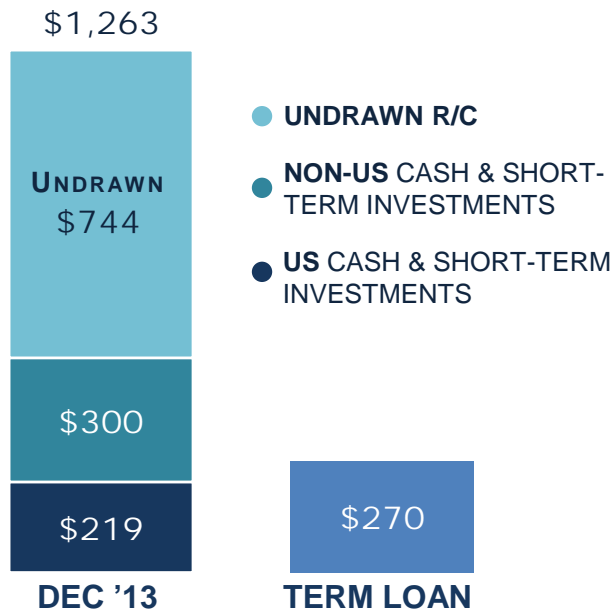 $1,263
UNDRAWN
$744
$300
$219
DEC ’13
UNDRAWN R/C
NON-US CASH & SHORT-
TERM INVESTMENTS
US CASH & SHORT-TERM
INVESTMENTS
$270
TERM LOAN